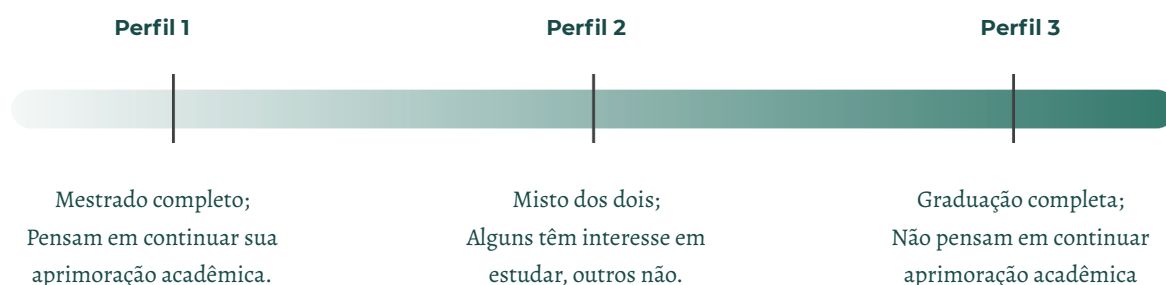 Perfil 1
Perfil 2
Perfil 3
Mestrado completo;
Pensam em continuar sua
aprimoração acadêmica.
Misto dos dois;
Alguns têm interesse em
estudar, outros não.
Graduação completa;
Não pensam em continuar
aprimoração acadêmica